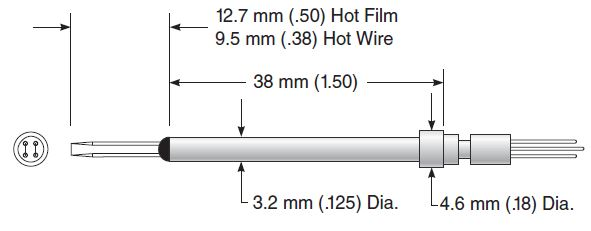 12.7 mm (.50) Hot Film
9.5 mm (.38) Hot Wire
38 mm (1.50)
3.2 mm (.125) Dia.
4.6 mm (.18) Dia.